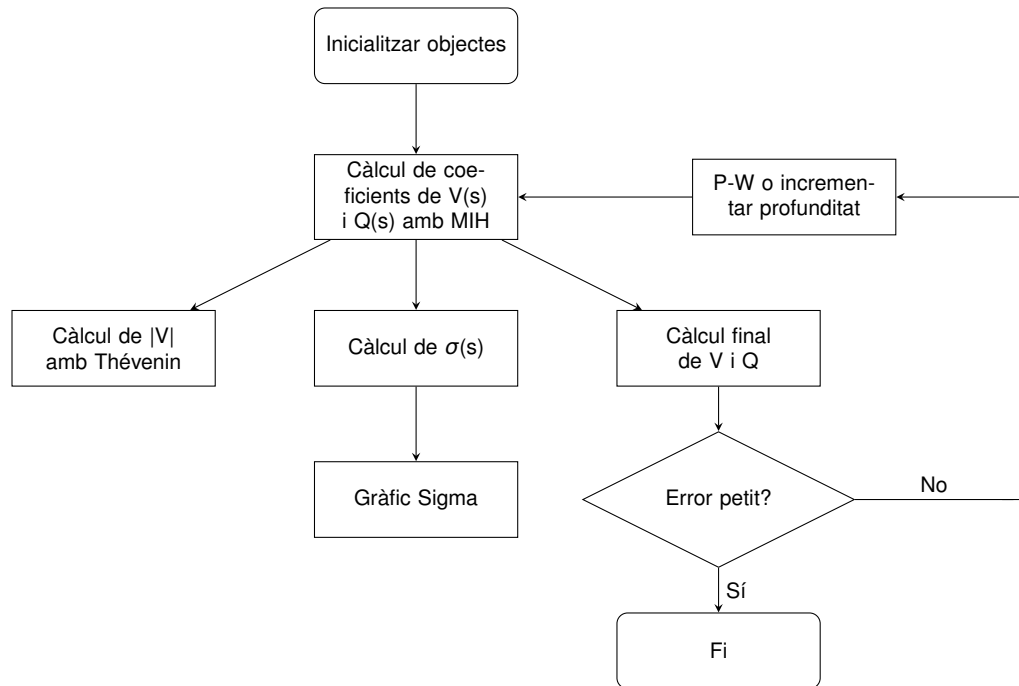 Inicialitzar objectes
Càlcul de coe-
ficients de V(s)
i Q(s) amb MIH
P-W o incremen-
tar profunditat
Càlcul de |V|
amb Thévenin
Càlcul de σ(s)
Càlcul final
de V i Q
Gràfic Sigma
Error petit?
No
Sí
Fi